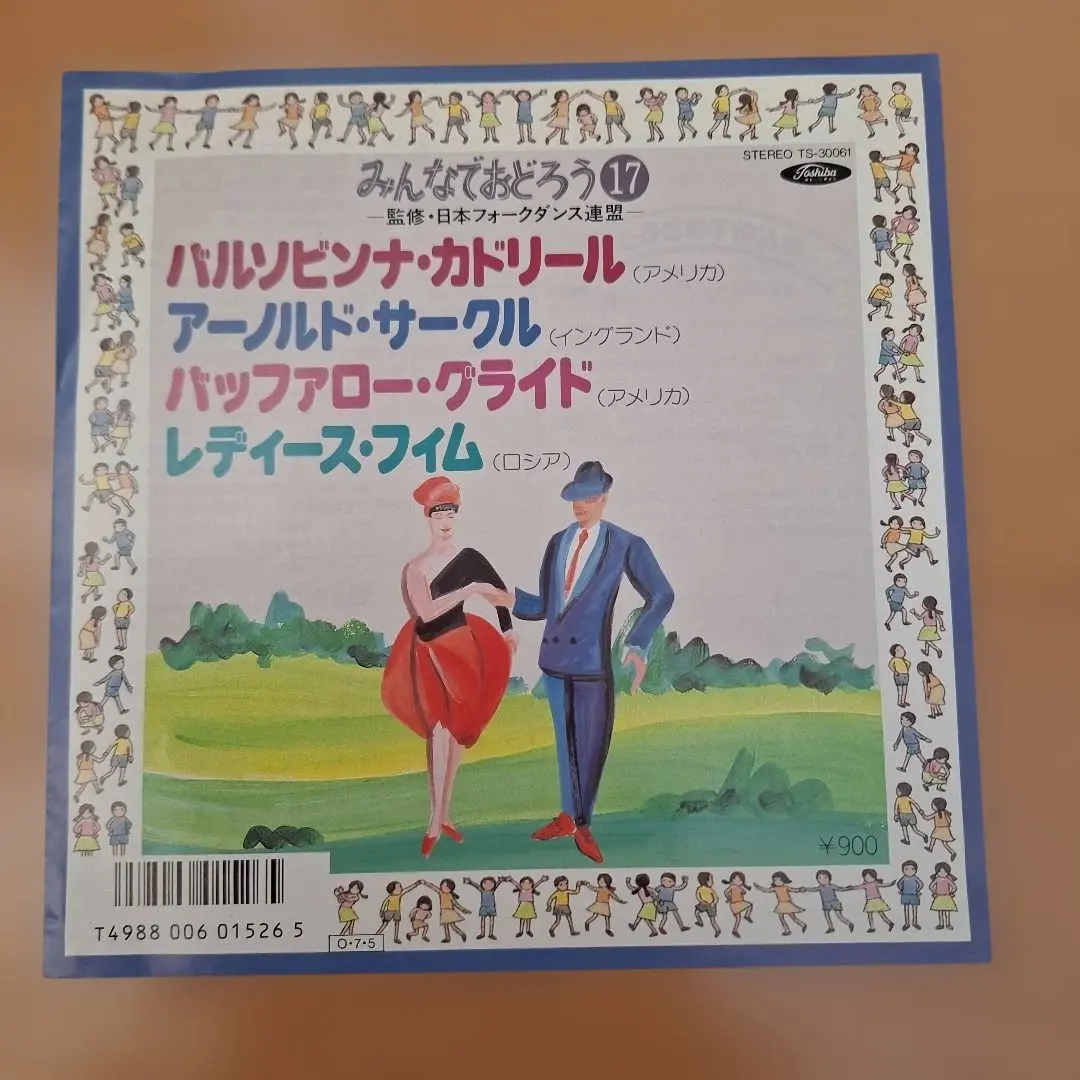 STEREO TS-30061
Toshiba
みんなでおどろう17
―監修・日本フォークダンス連盟―
バルソビンナ・カドリール(アメリカ)
アーノルド・サークル(イングランド)
バッファロー・グライド(アメリカ)
レディース・フィム(ロシア)
¥900
T4988 006 01526 5
O・7・5